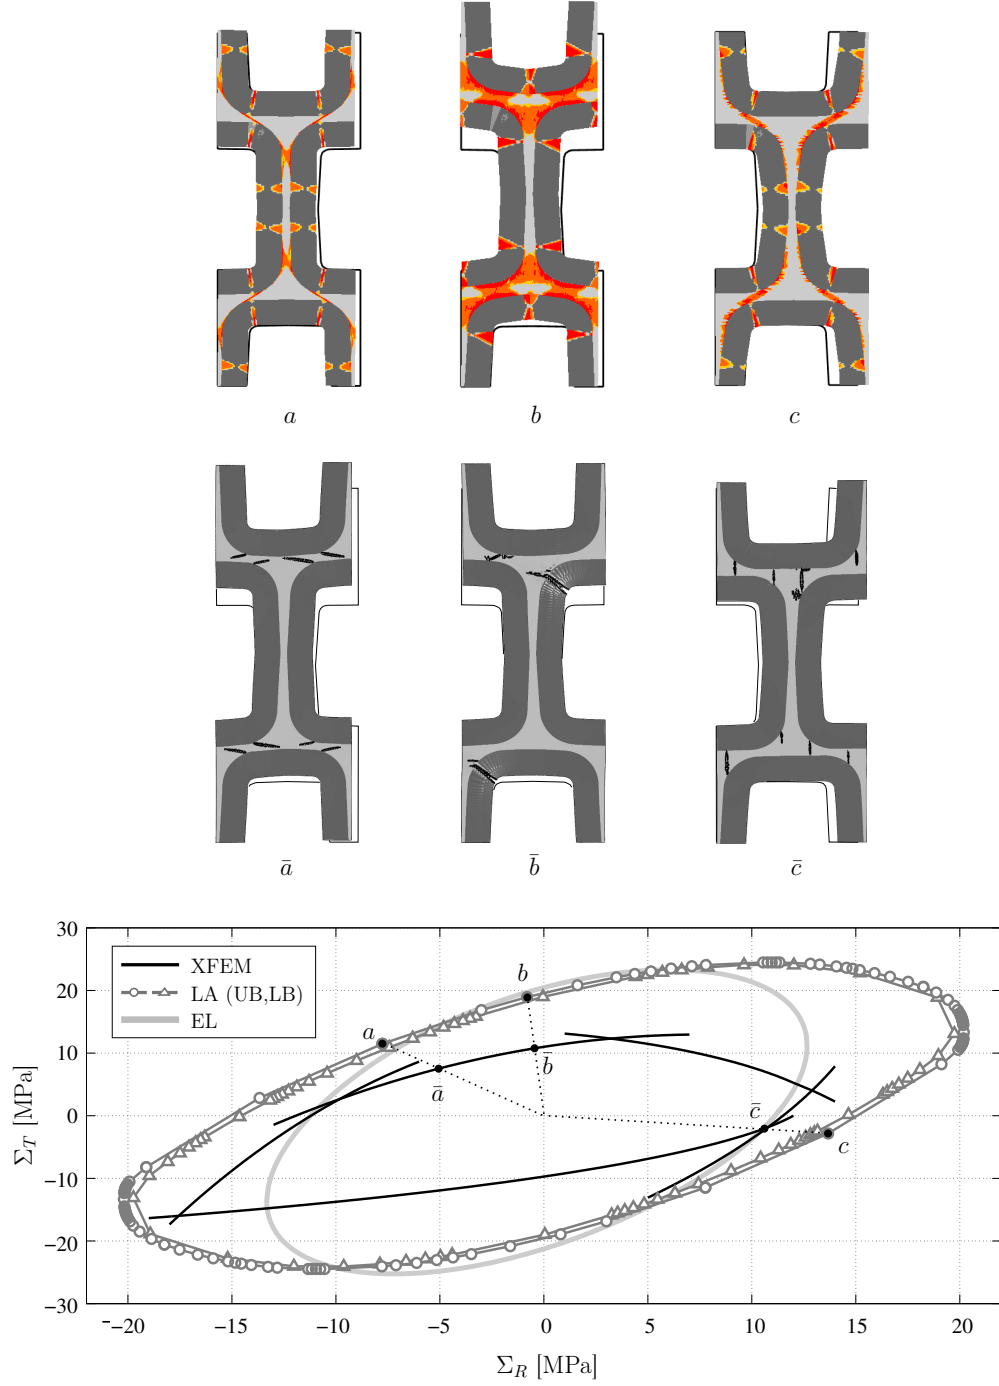 a b c
ā b̄ c̄
30
20
10
0
−10
−20
−30
Σ_T [MPa]
XFEM
LA (UB,LB)
EL
a
b
ā
b̄
c̄
c
-−20 −15 −10 −5 0 5 10 15 20
Σ_R [MPa]